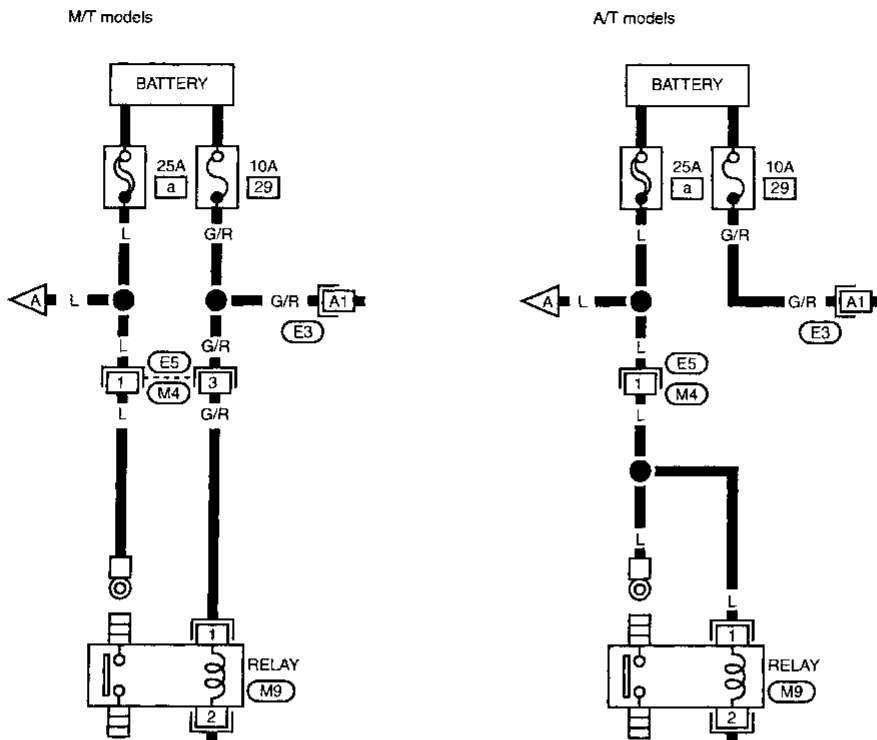 M/T models
A/T models
BATTERY
BATTERY
25A
a
10A
29
25A
a
10A
29
L
G/R
L
G/R
A
L
G/R
A1
A
L
G/R
A1
E3
E3
L
G/R
L
1
E5
M4
3
1
E5
M4
L
G/R
L
L
L
1
1
RELAY
M9
RELAY
M9
2
2